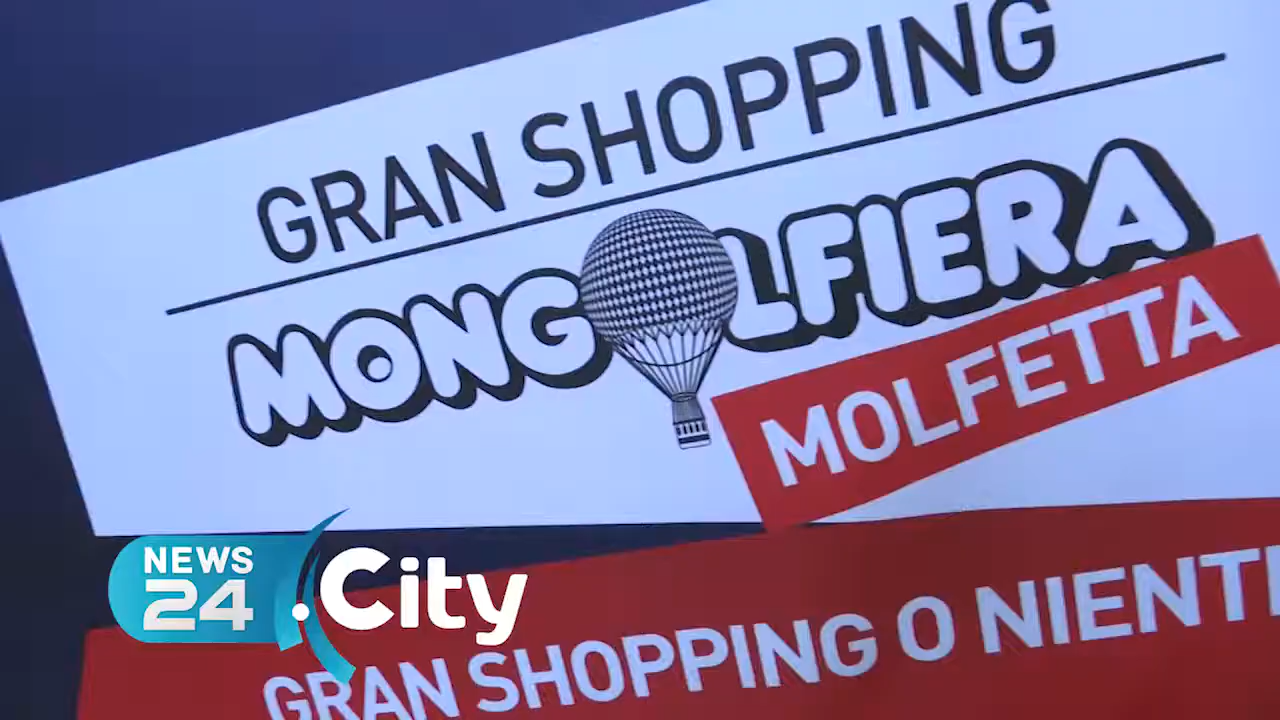 GRAN SHOPPING
MONGOLFIERA
MOLFETTA
NEWS
24
.City
GRAN SHOPPING O NIENT